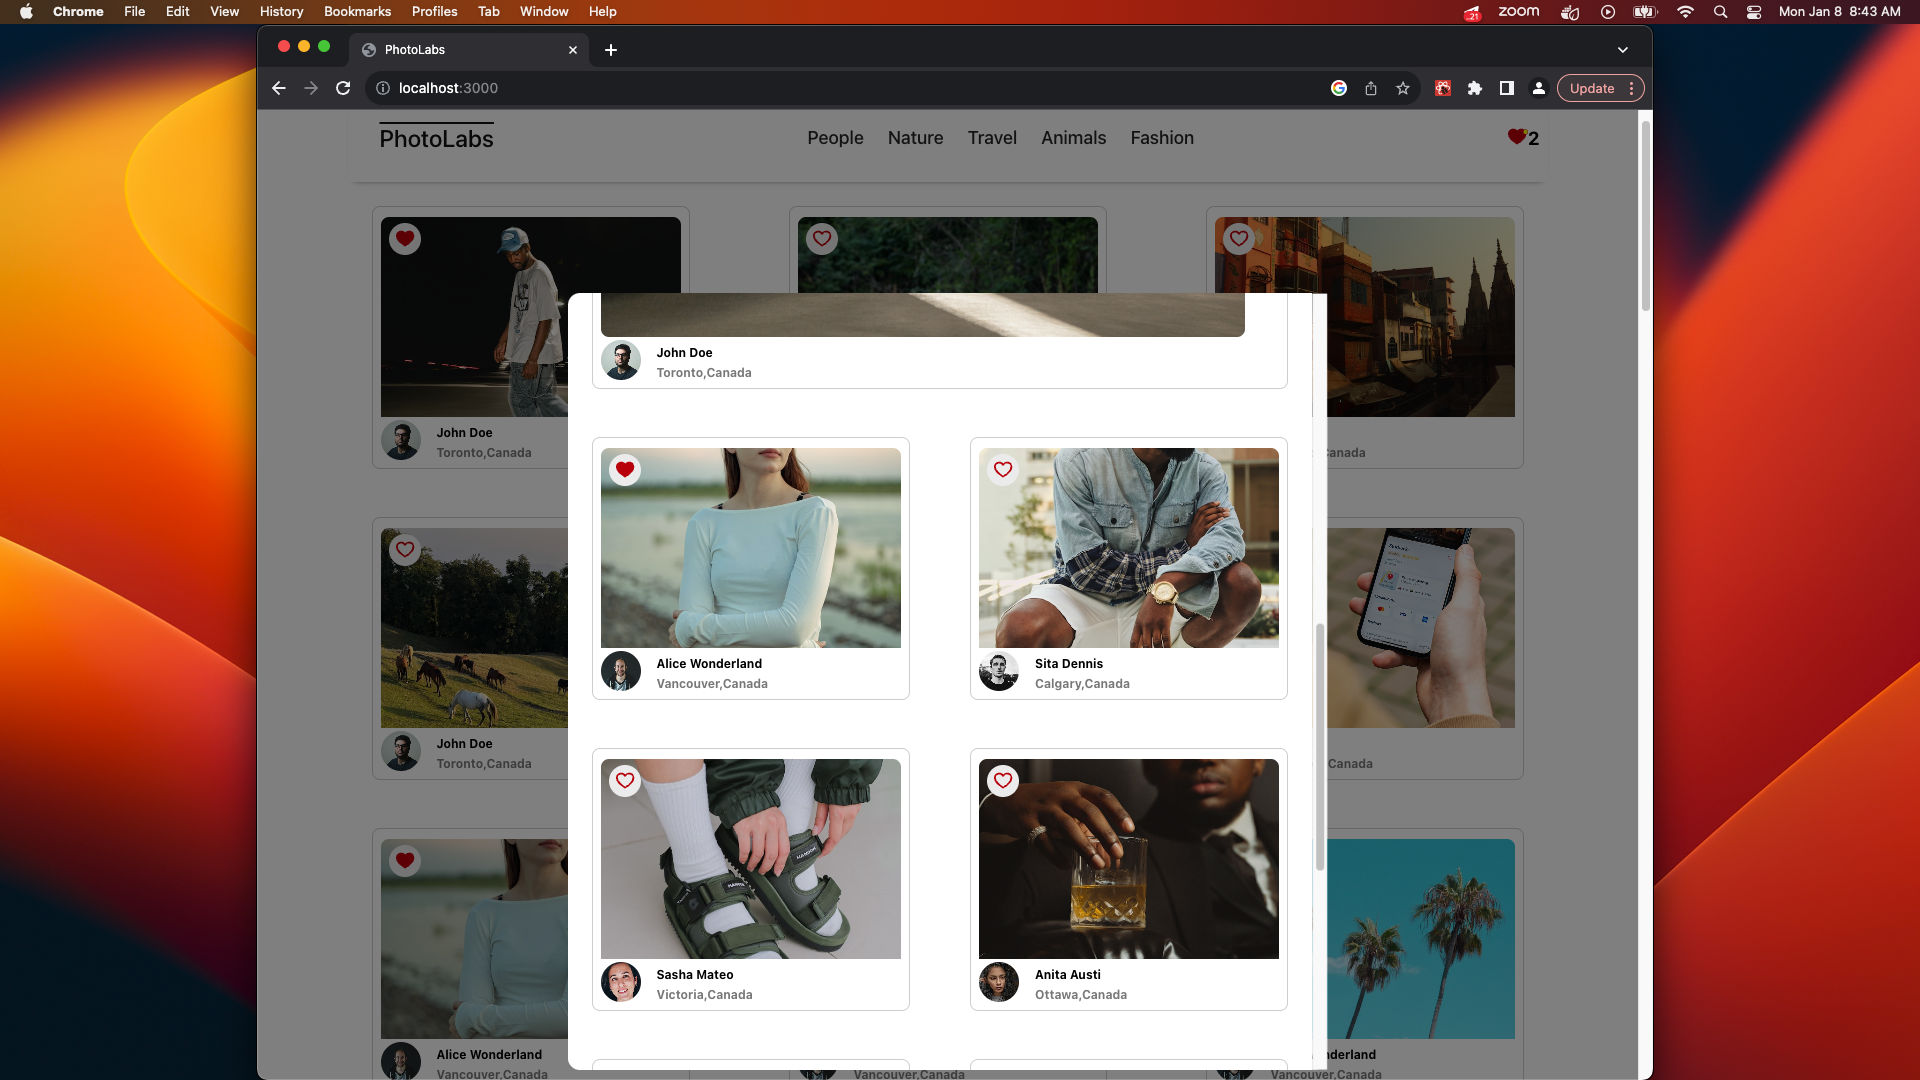 Chrome File Edit View History Bookmarks Profiles Tab Window Help
21 zoom Mon Jan 8 8:43 AM
PhotoLabs
localhost:3000
Update
PhotoLabs
People Nature Travel Animals Fashion
2
John Doe
Toronto,Canada
John Doe
Toronto,Canada
Canada
Alice Wonderland
Vancouver,Canada
Sita Dennis
Calgary,Canada
John Doe
Toronto,Canada
Canada
Sasha Mateo
Victoria,Canada
Anita Austi
Ottawa,Canada
Alice Wonderland
Vancouver,Canada
Vancouver,Canada
nderland
Vancouver,Canada